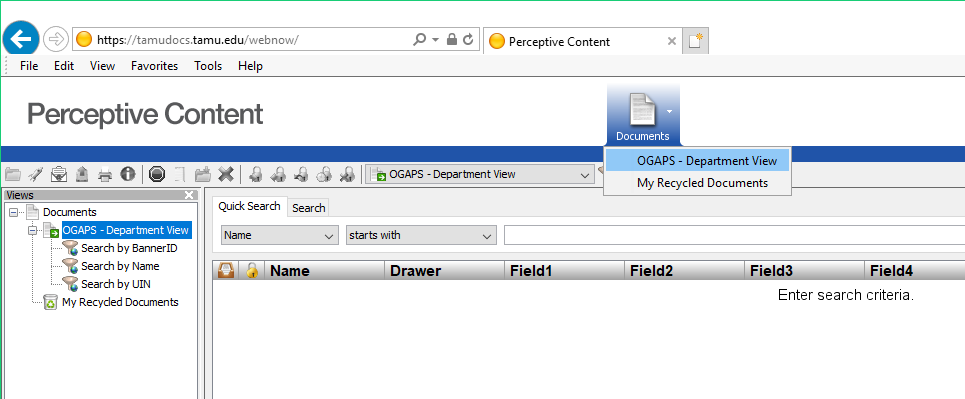 https://tamudocs.tamu.edu/webnow/
Perceptive Content
File Edit View Favorites Tools Help
Perceptive Content
Documents
OGAPS - Department View
My Recycled Documents
OGAPS - Department View
Views
Documents
OGAPS - Department View
Search by BannerID
Search by Name
Search by UIN
My Recycled Documents
Quick Search Search
Name starts with
Name Drawer Field1 Field2 Field3 Field4
Enter search criteria.